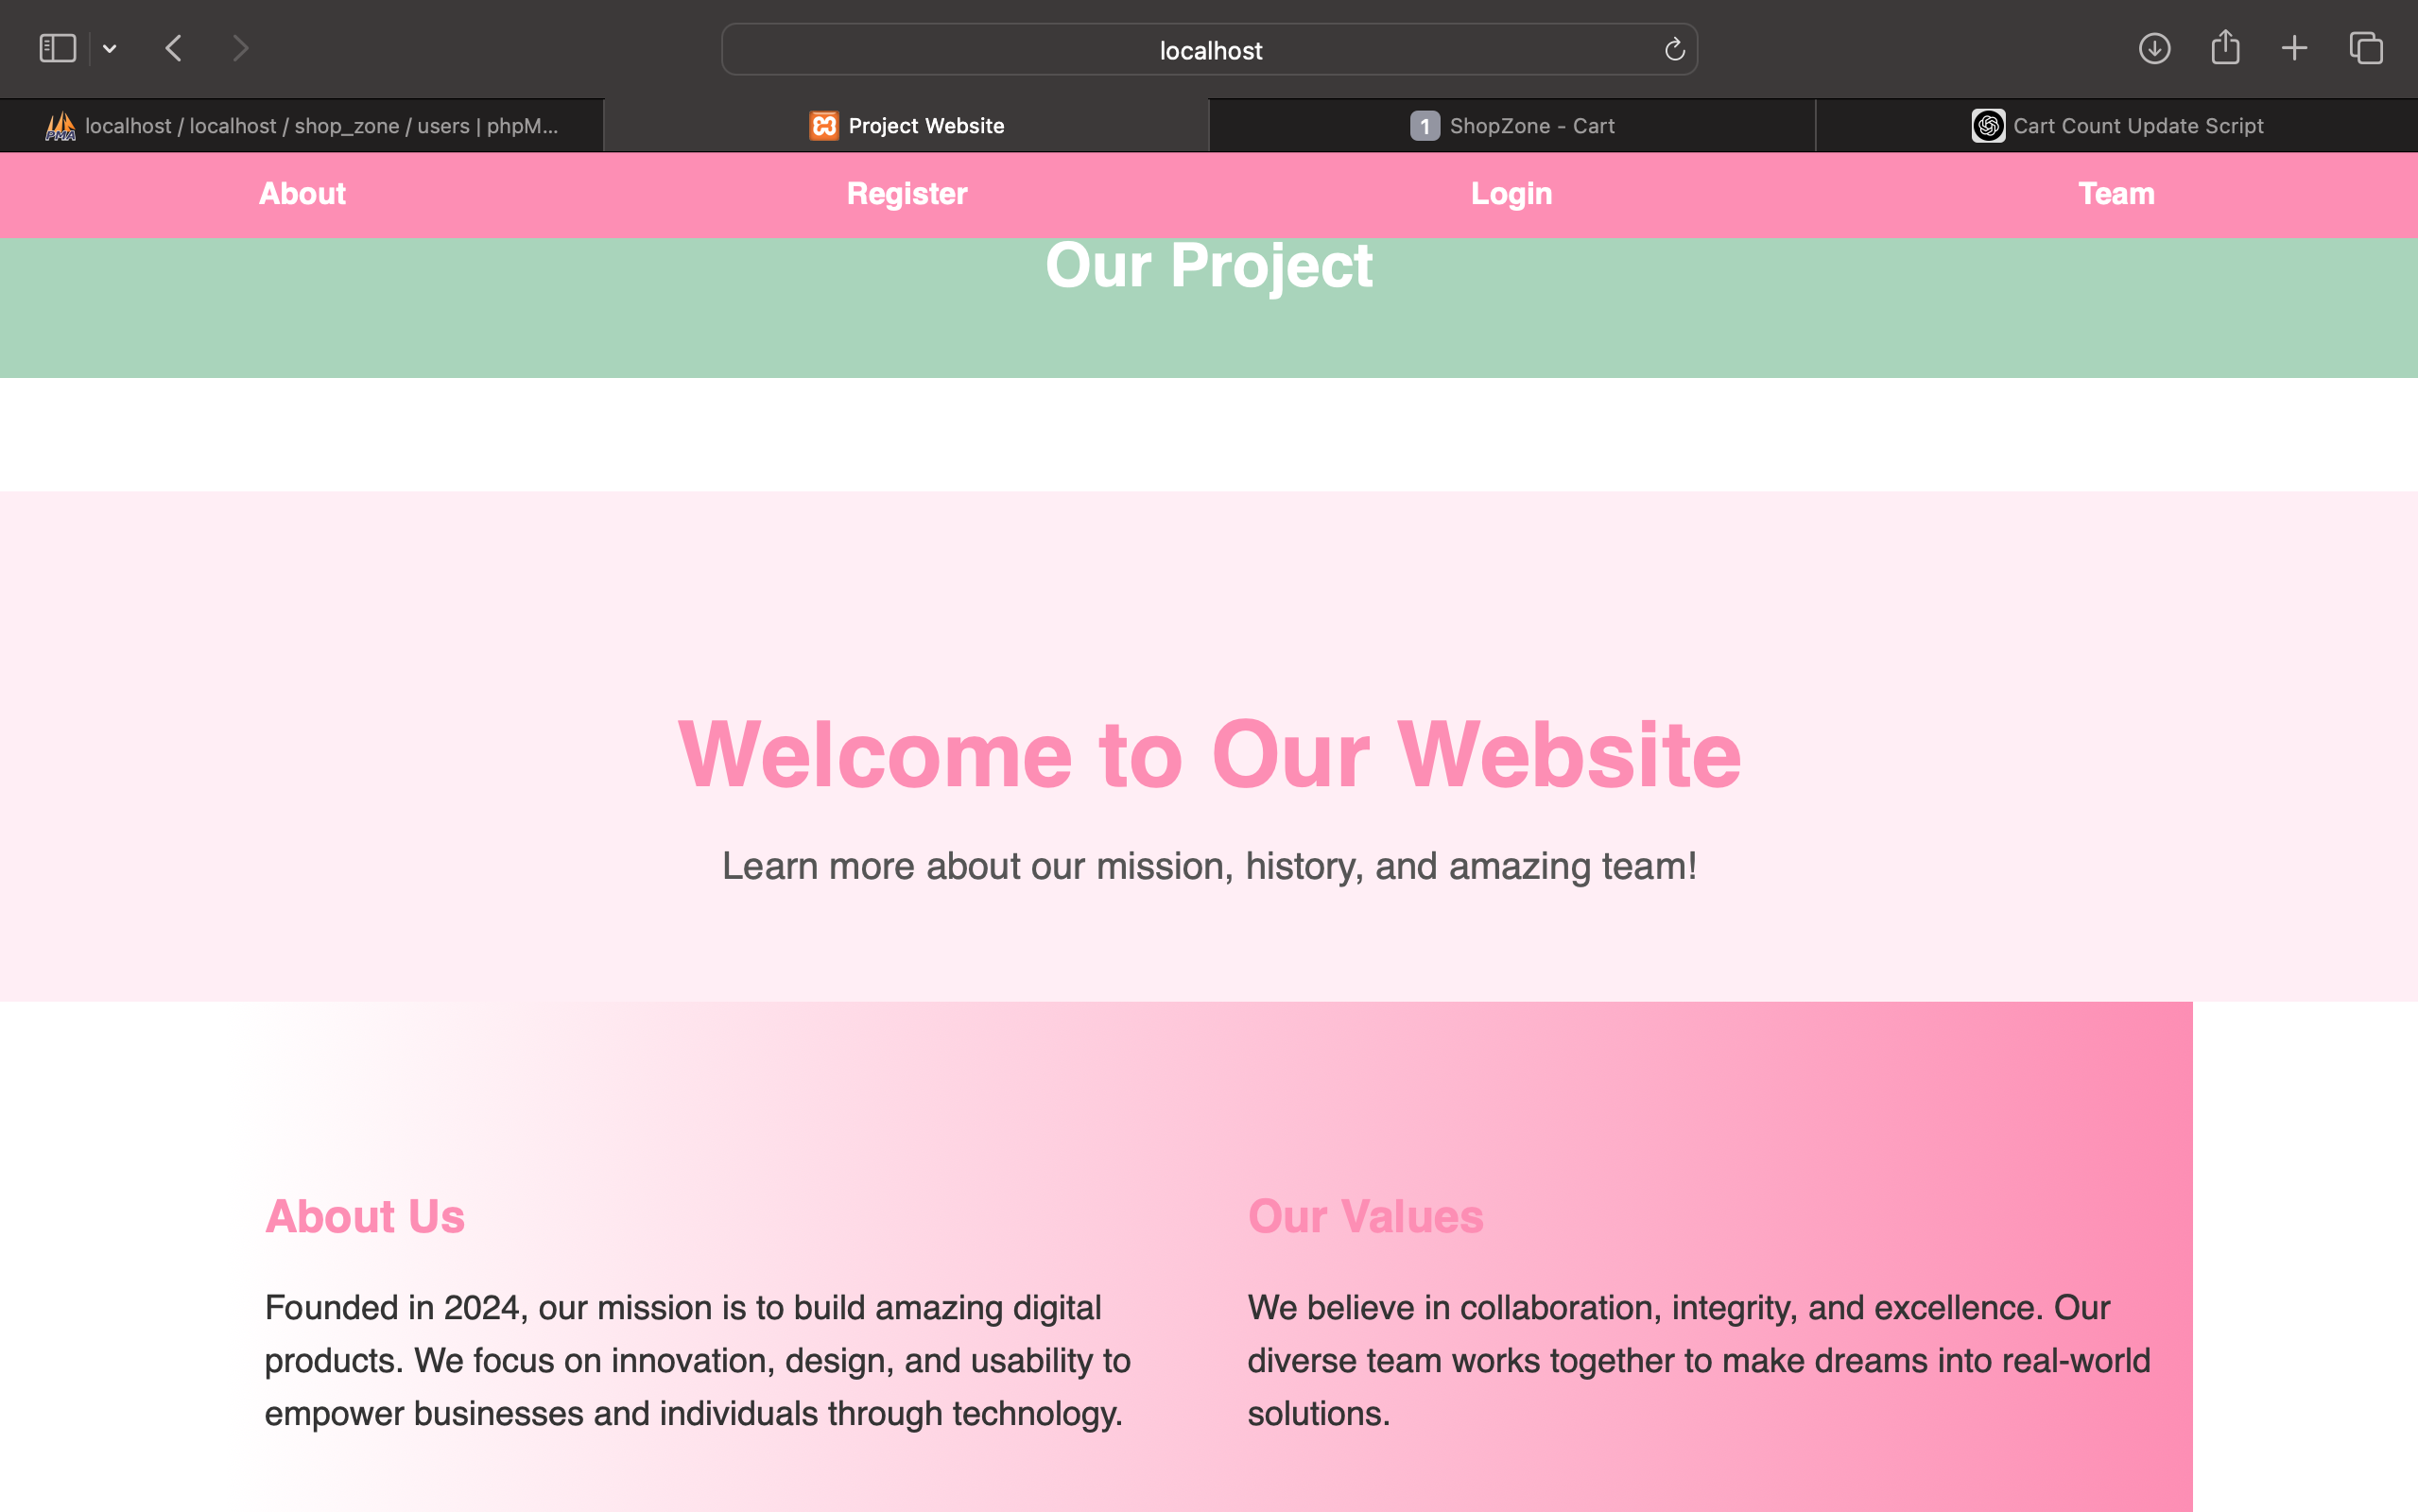 localhost
localhost / localhost / shop_zone / users | phpM...
Project Website
1 ShopZone - Cart
Cart Count Update Script
About
Register
Login
Team
Our Project
Welcome to Our Website
Learn more about our mission, history, and amazing team!
About Us
Founded in 2024, our mission is to build amazing digital
products. We focus on innovation, design, and usability to
empower businesses and individuals through technology.
Our Values
We believe in collaboration, integrity, and excellence. Our
diverse team works together to make dreams into real-world
solutions.